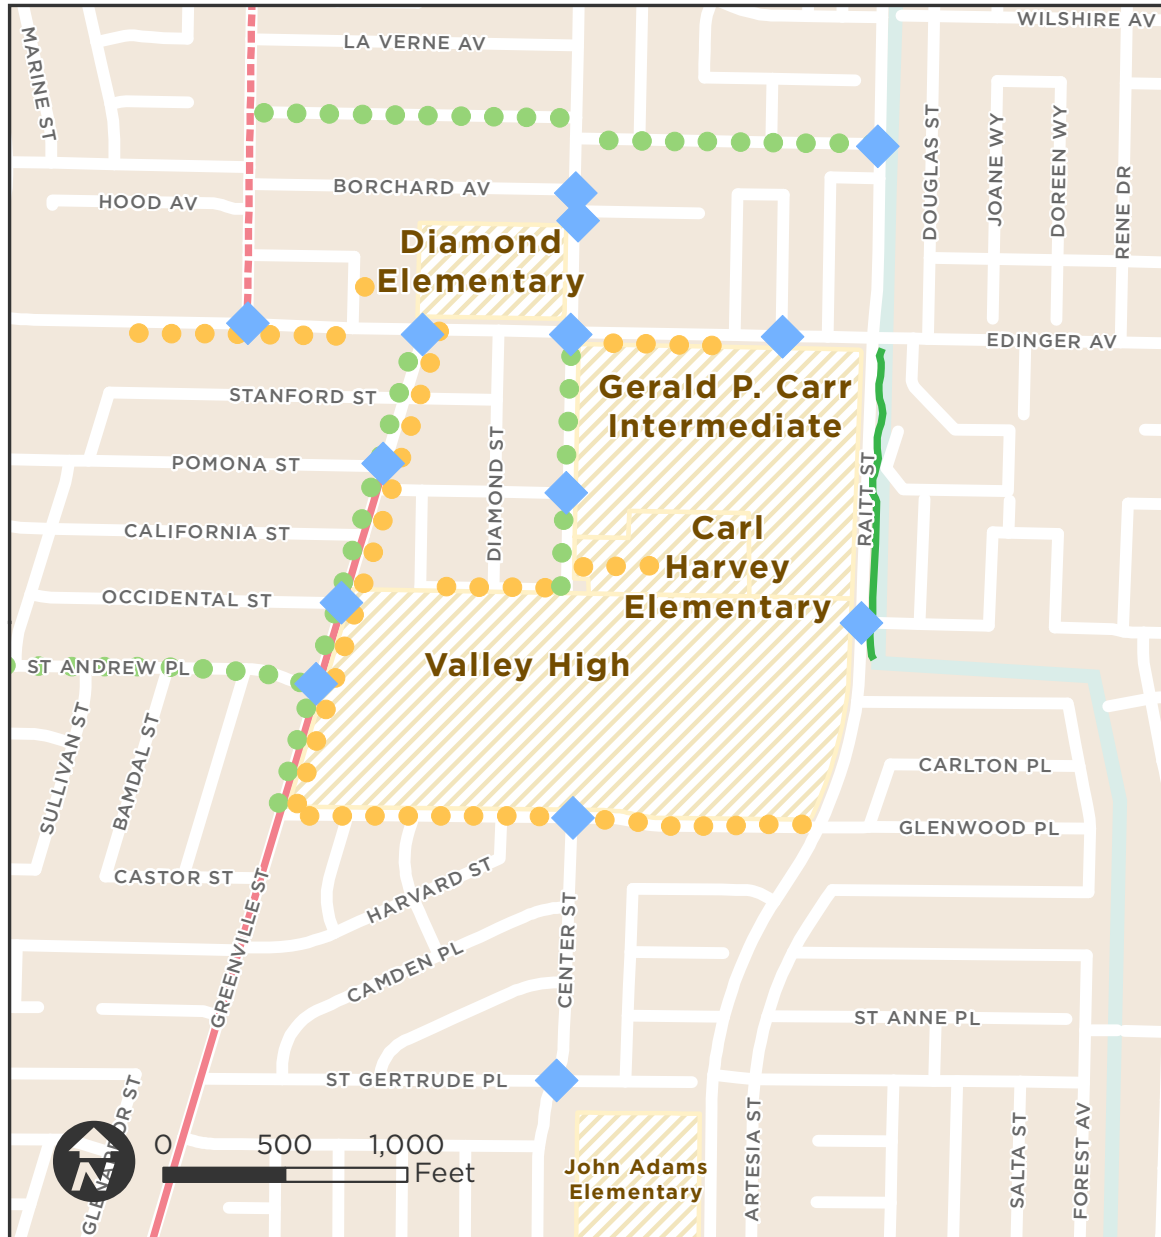 WILSHIRE AV
MARINE ST
LA VERNE AV
DOUGLAS ST
JOANE WY
DOREEN WY
RENE DR
BORCHARD AV
HOOD AV
Diamond
Elementary
EDINGER AV
STANFORD ST
Gerald P. Carr
Intermediate
POMONA ST
DIAMOND ST
RAITT ST
CALIFORNIA ST
Carl
Harvey
Elementary
OCCIDENTAL ST
ST ANDREW PL
Valley High
SULLIVAN ST
BAMDAL ST
CARLTON PL
GLENWOOD PL
CASTOR ST
HARVARD ST
GREENVILLE ST
CENTER ST
CAMDEN PL
ST ANNE PL
ST GERTRUDE PL
ARTESIA ST
SALTA ST
FOREST AV
N
0 500 1,000
Feet
John Adams
Elementary